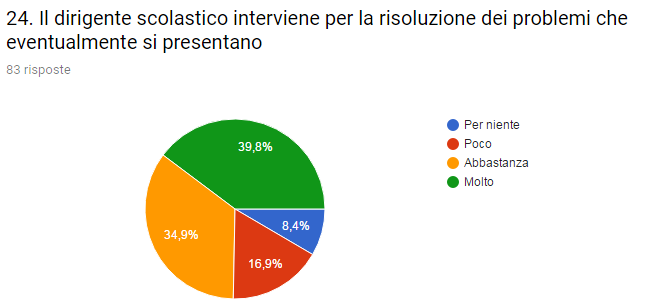 24. Il dirigente scolastico interviene per la risoluzione dei problemi che
eventualmente si presentano
83 risposte
Per niente
Poco
Abbastanza
Molto
39,8%
8,4%
34,9%
16,9%